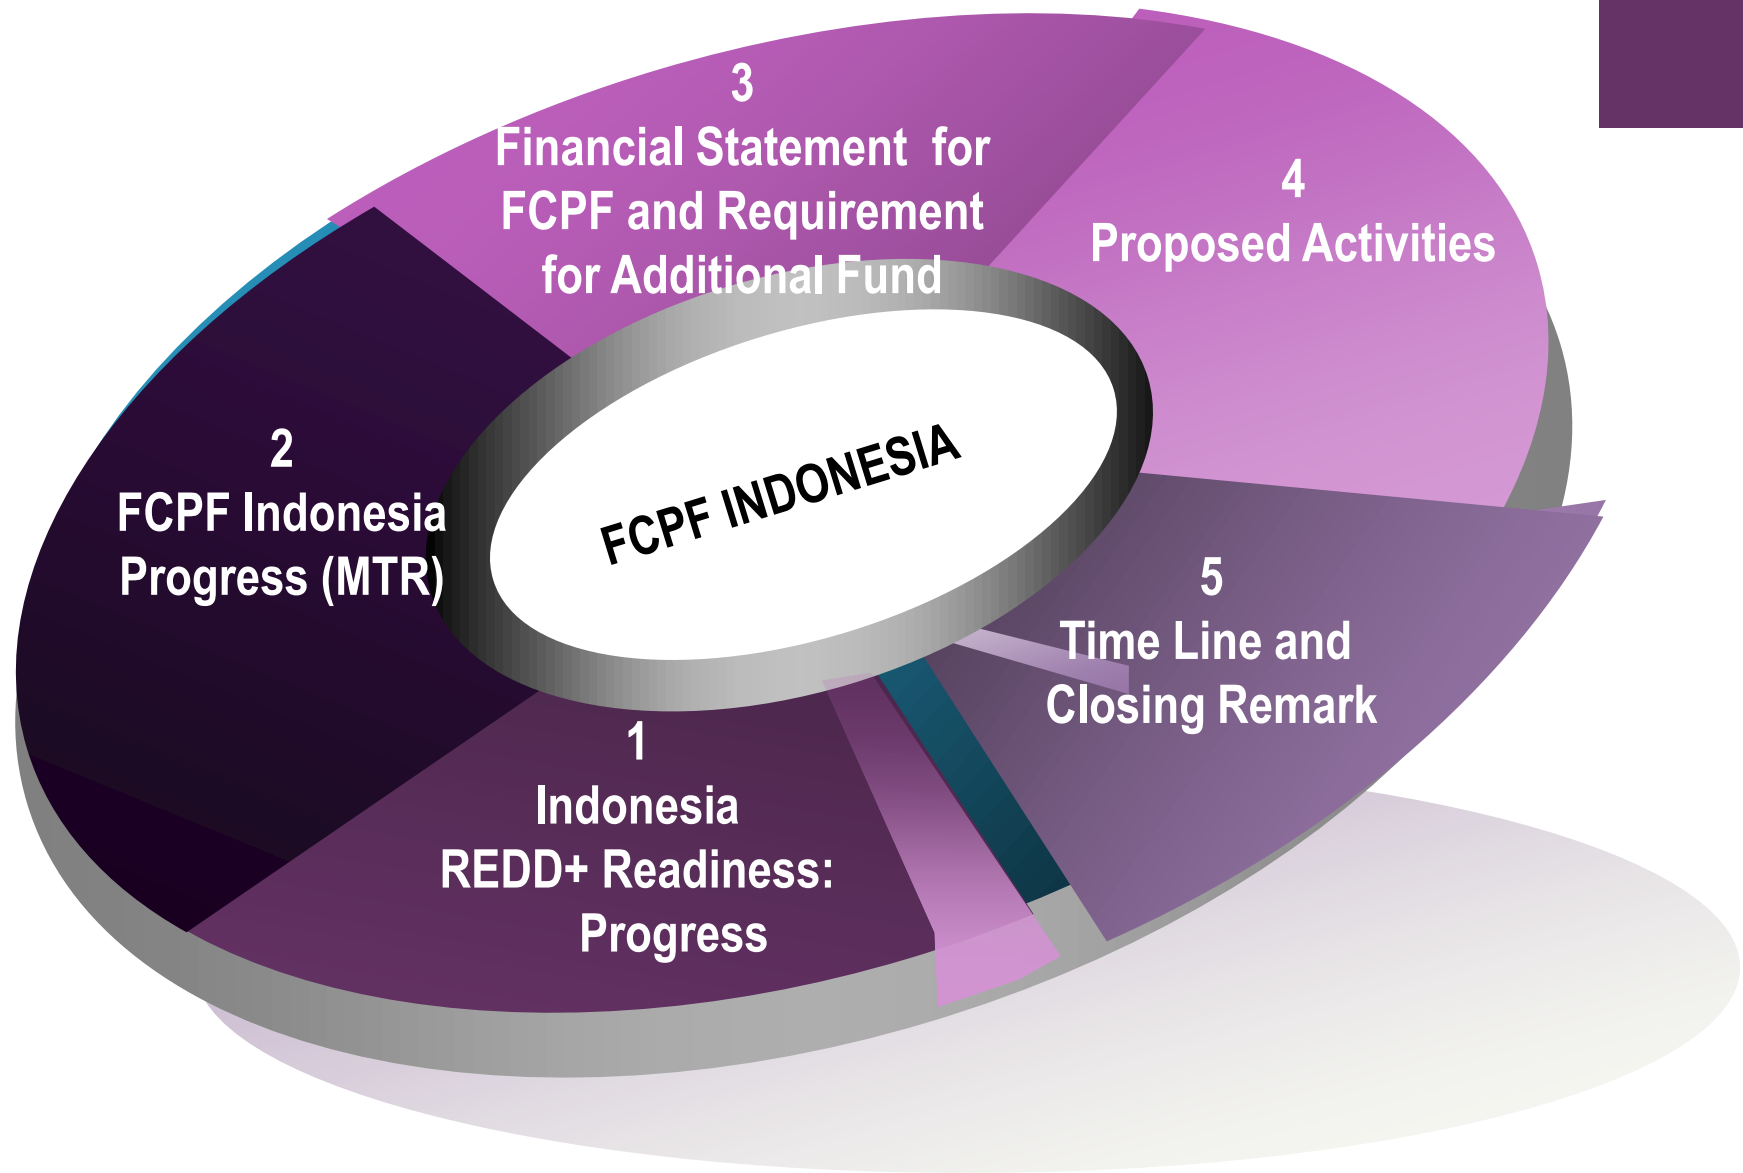 3
Financial Statement for
FCPF and Requirement
for Additional Fund
4
Proposed Activities
2
FCPF Indonesia
Progress (MTR)
FCPF INDONESIA
5
Time Line and
Closing Remark
1
Indonesia
REDD+ Readiness:
Progress